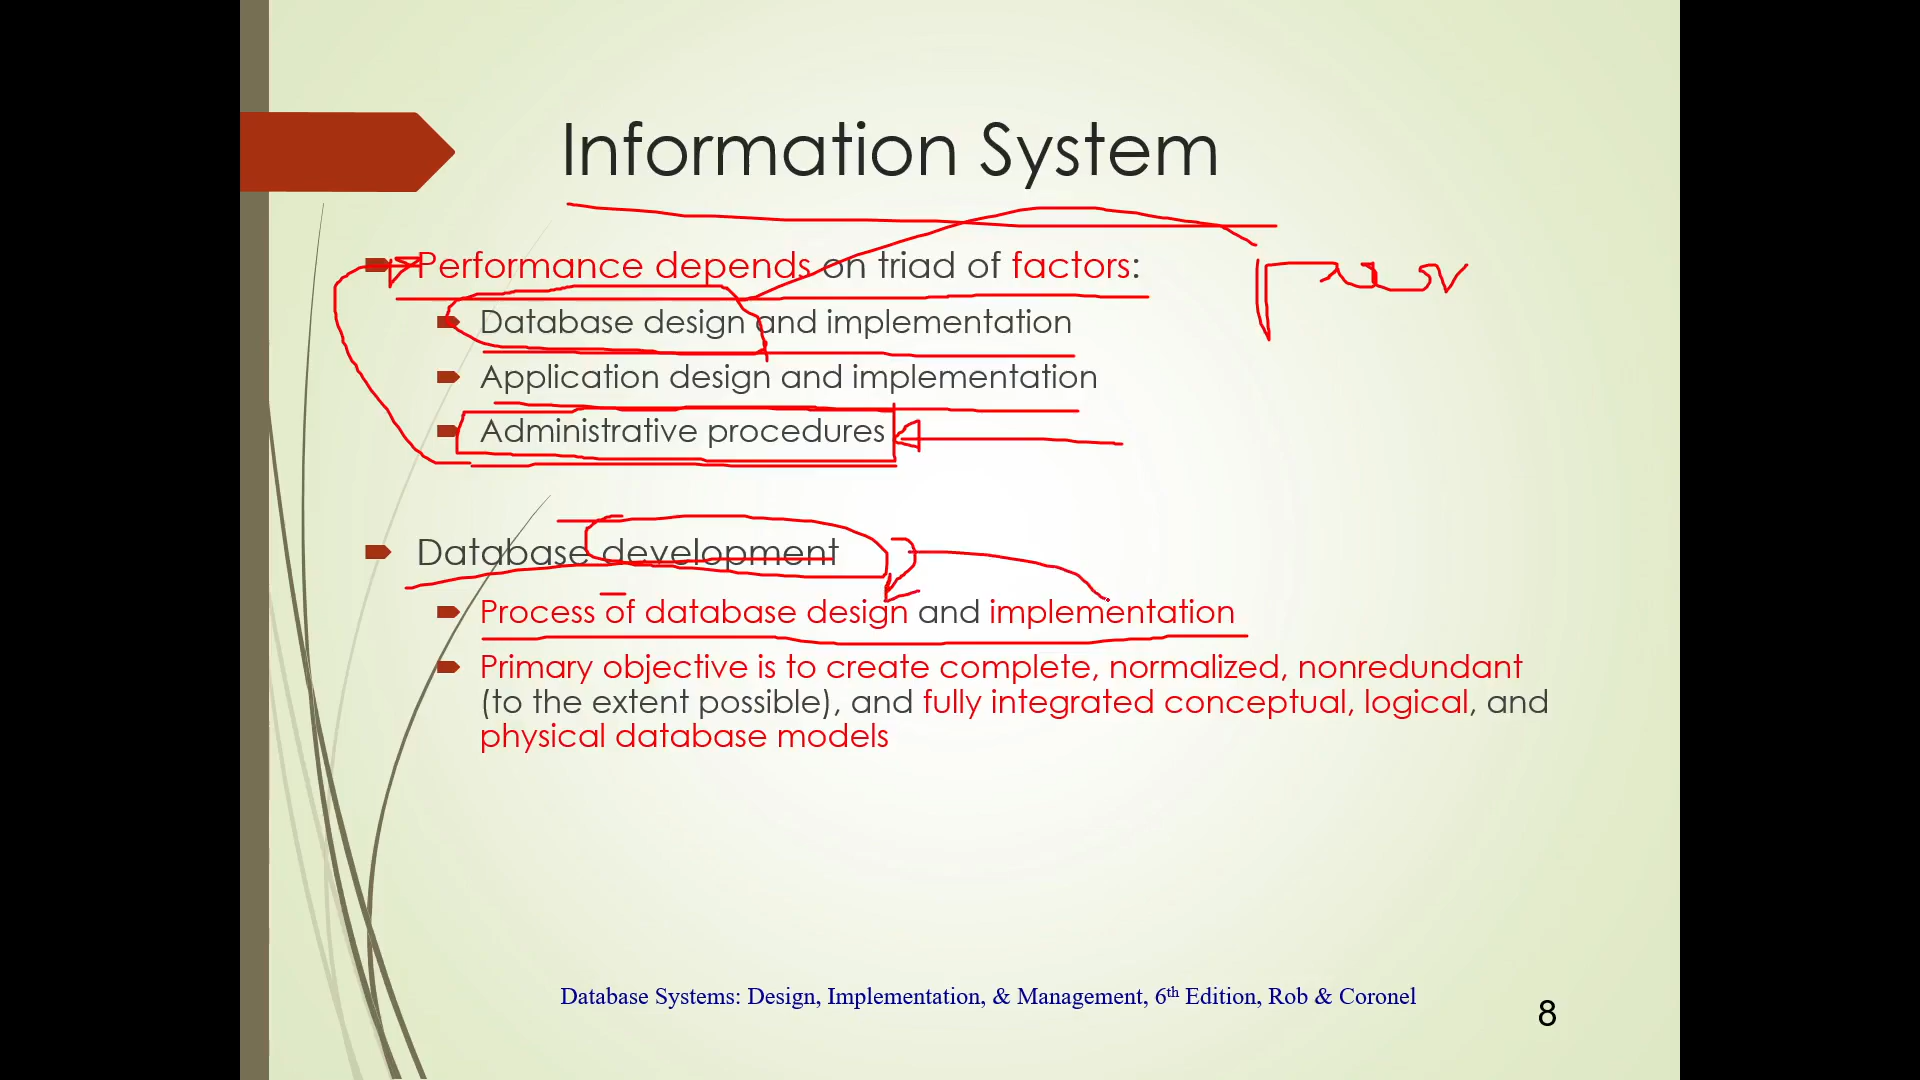 Information System
Performance depends on triad of factors:
Database design and implementation
Application design and implementation
Administrative procedures
Database development
Process of database design and implementation
Primary objective is to create complete, normalized, nonredundant
(to the extent possible), and fully integrated conceptual, logical, and
physical database models
Database Systems: Design, Implementation, & Management, 6th Edition, Rob & Coronel
8